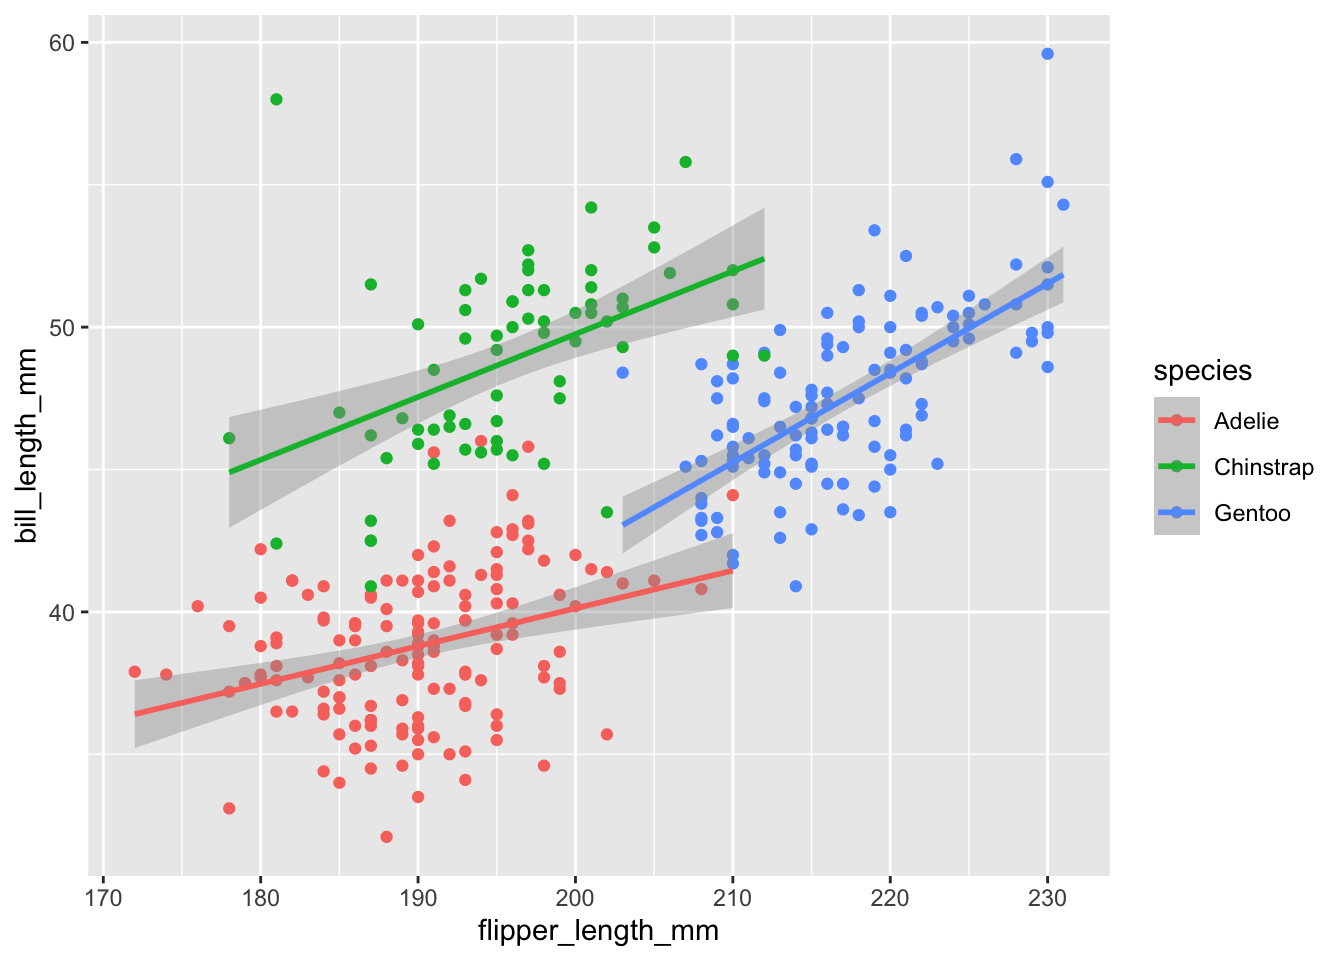 60
50
40
bill_length_mm
170 180 190 200 210 220 230
flipper_length_mm
species
Adelie
Chinstrap
Gentoo